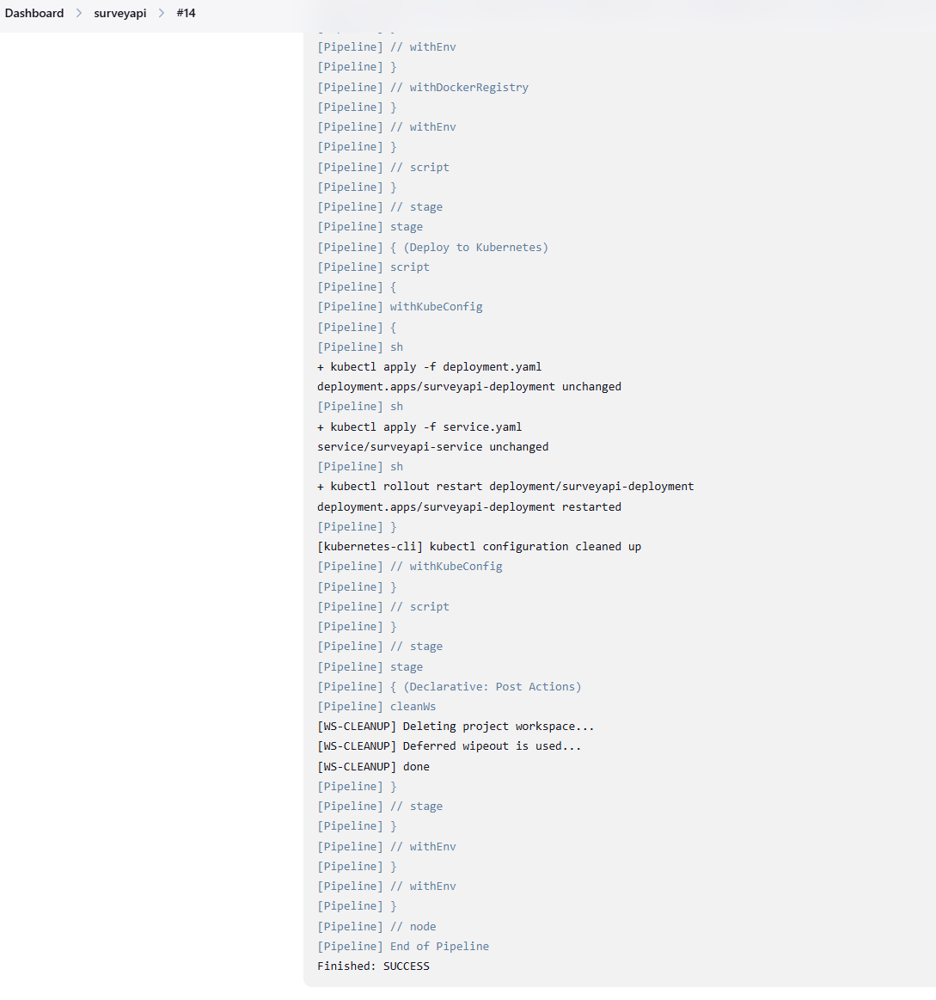 Dashboard > surveyapi > #14
[Pipeline] // withEnv
[Pipeline] }
[Pipeline] // withDockerRegistry
[Pipeline] }
[Pipeline] // withEnv
[Pipeline] }
[Pipeline] // script
[Pipeline] }
[Pipeline] // stage
[Pipeline] stage
[Pipeline] { (Deploy to Kubernetes)
[Pipeline] script
[Pipeline] {
[Pipeline] withKubeConfig
[Pipeline] {
[Pipeline] sh
+ kubectl apply -f deployment.yaml
deployment.apps/surveyapi-deployment unchanged
[Pipeline] sh
+ kubectl apply -f service.yaml
service/surveyapi-service unchanged
[Pipeline] sh
+ kubectl rollout restart deployment/surveyapi-deployment
deployment.apps/surveyapi-deployment restarted
[Pipeline] }
[kubernetes-cli] kubectl configuration cleaned up
[Pipeline] // withKubeConfig
[Pipeline] }
[Pipeline] // script
[Pipeline] }
[Pipeline] // stage
[Pipeline] stage
[Pipeline] { (Declarative: Post Actions)
[Pipeline] cleanWs
[WS-CLEANUP] Deleting project workspace...
[WS-CLEANUP] Deferred wipeout is used...
[WS-CLEANUP] done
[Pipeline] }
[Pipeline] // stage
[Pipeline] }
[Pipeline] // withEnv
[Pipeline] }
[Pipeline] // withEnv
[Pipeline] }
[Pipeline] // node
[Pipeline] End of Pipeline
Finished: SUCCESS